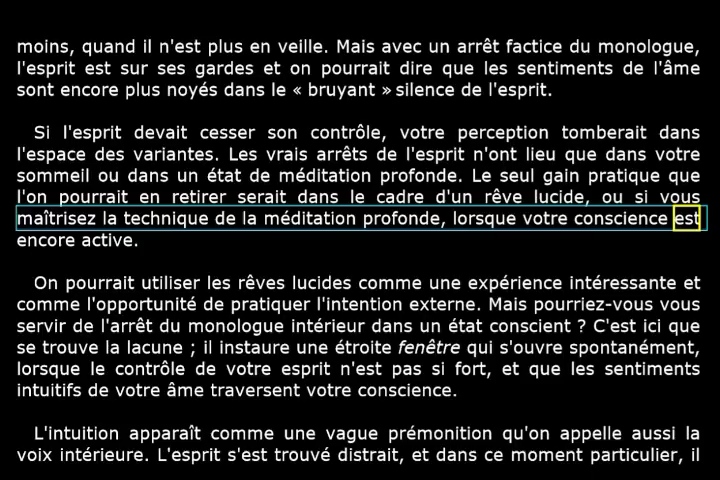 moins, quand il n'est plus en veille. Mais avec un arrêt factice du monologue,
l'esprit est sur ses gardes et on pourrait dire que les sentiments de l'âme
sont encore plus noyés dans le « bruyant » silence de l'esprit.
Si l'esprit devait cesser son contrôle, votre perception tomberait dans
l'espace des variantes. Les vrais arrêts de l'esprit n'ont lieu que dans votre
sommeil ou dans un état de méditation profonde. Le seul gain pratique que
l'on pourrait en retirer serait dans le cadre d'un rêve lucide, ou si vous
maîtrisez la technique de la méditation profonde, lorsque votre conscience est
encore active.
On pourrait utiliser les rêves lucides comme une expérience intéressante et
comme l'opportunité de pratiquer l'intention externe. Mais pourriez-vous vous
servir de l'arrêt du monologue intérieur dans un état conscient ? C'est ici que
se trouve la lacune ; il instaure une étroite fenêtre qui s'ouvre spontanément,
lorsque le contrôle de votre esprit n'est pas si fort, et que les sentiments
intuitifs de votre âme traversent votre conscience.
L'intuition apparaît comme une vague prémonition qu'on appelle aussi la
voix intérieure. L'esprit s'est trouvé distrait, et dans ce moment particulier, il